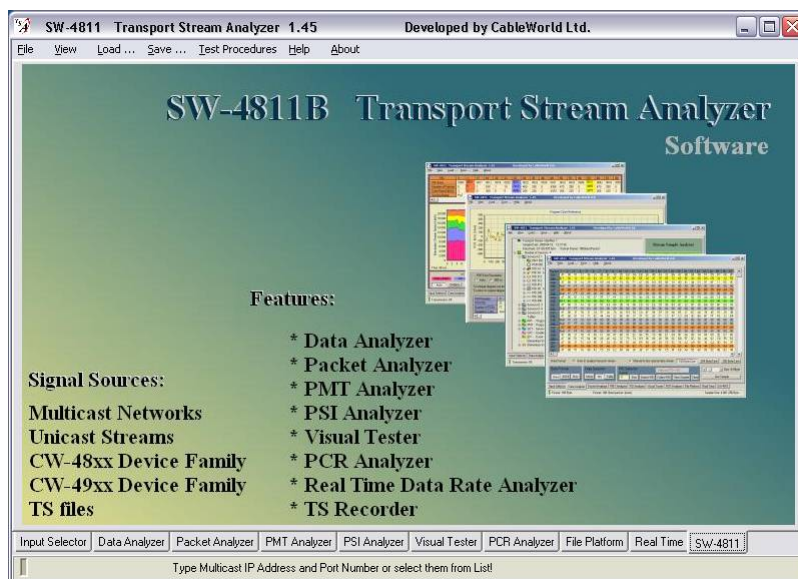 SW-4811 Transport Stream Analyzer 1.45 Developed by CableWorld Ltd.
File View Load ... Save ... Test Procedures Help About
SW-4811B Transport Stream Analyzer
Software
Features:
* Data Analyzer
* Packet Analyzer
* PMT Analyzer
* PSI Analyzer
* Visual Tester
* PCR Analyzer
* Real Time Data Rate Analyzer
* TS Recorder
Signal Sources:
Multicast Networks
Unicast Streams
CW-48xx Device Family
CW-49xx Device Family
TS files
Input Selector Data Analyzer Packet Analyzer PMT Analyzer PSI Analyzer Visual Tester PCR Analyzer File Platform Real Time SW-4811
Type Multicast IP Address and Port Number or select them from List!